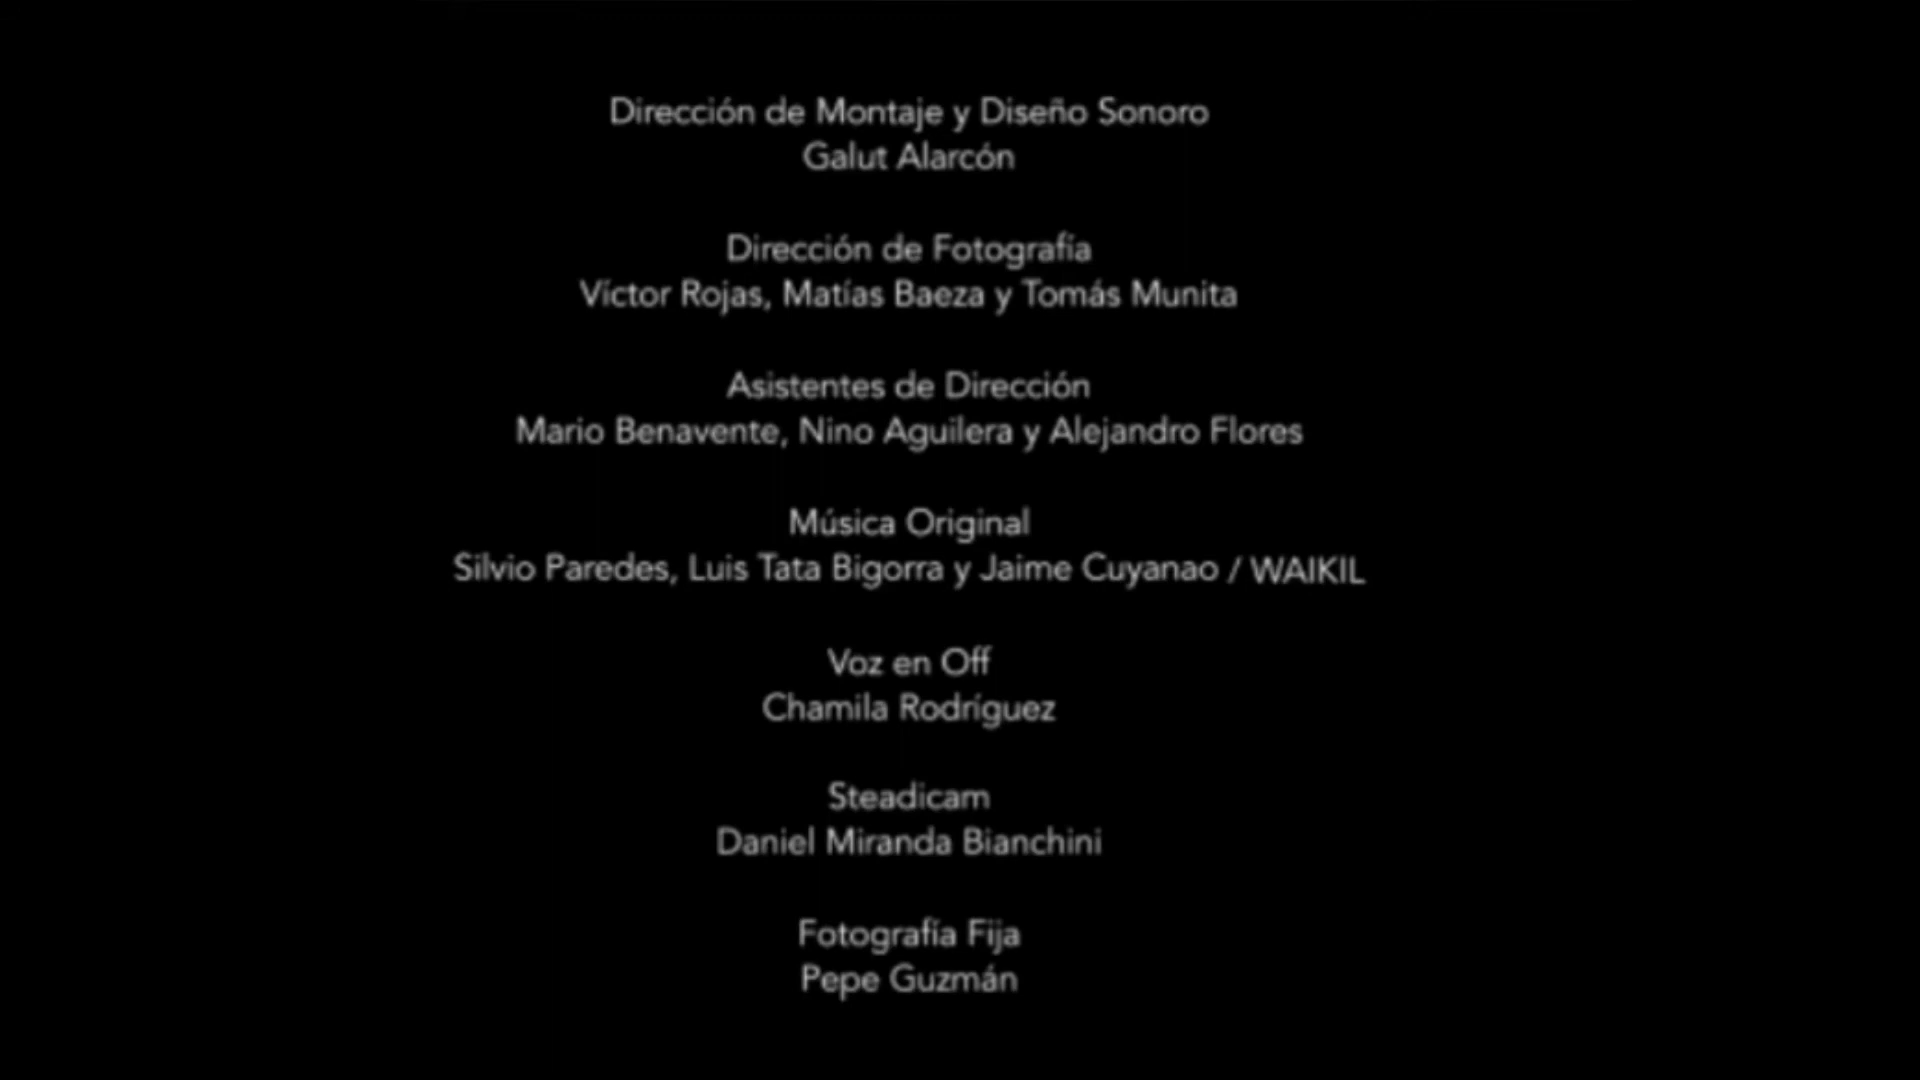 Dirección de Montaje y Diseño Sonoro
Galut Alarcón
Dirección de Fotografía
Víctor Rojas, Matías Baeza y Tomás Munita
Asistentes de Dirección
Mario Benavente, Nino Aguilera y Alejandro Flores
Música Original
Silvio Paredes, Luis Tata Bigorra y Jaime Cuyanao / WAIKIL
Voz en Off
Chamila Rodríguez
Steadicam
Daniel Miranda Bianchini
Fotografía Fija
Pepe Guzmán